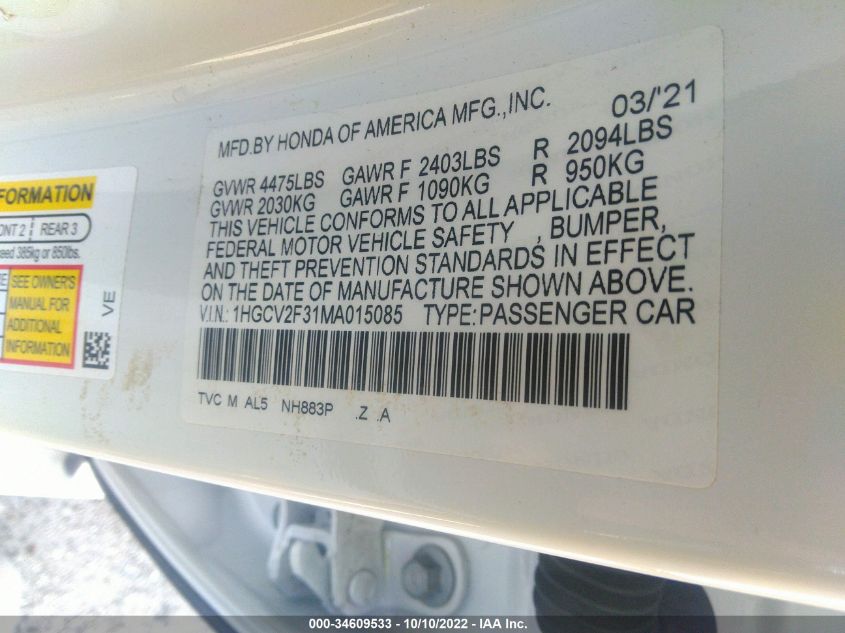 MFD.BY HONDA OF AMERICA MFG.,INC. 03/'21
GVWR 4475LBS GAWR F 2403LBS R 2094LBS
GVWR 2030KG GAWR F 1090KG R 950KG
THIS VEHICLE CONFORMS TO ALL APPLICABLE
FEDERAL MOTOR VEHICLE SAFETY , BUMPER,
AND THEFT PREVENTION STANDARDS IN EFFECT
ON THE DATE OF MANUFACTURE SHOWN ABOVE.
V.I.N.: 1HGCV2F31MA015085 TYPE:PASSENGER CAR
TVC M AL5 NH883P .Z .A
REAR 3
385kg or 850lbs.
SEE OWNER'S
MANUAL FOR
ADDITIONAL
INFORMATION
VE
000-34609533 - 10/10/2022 - IAA Inc.